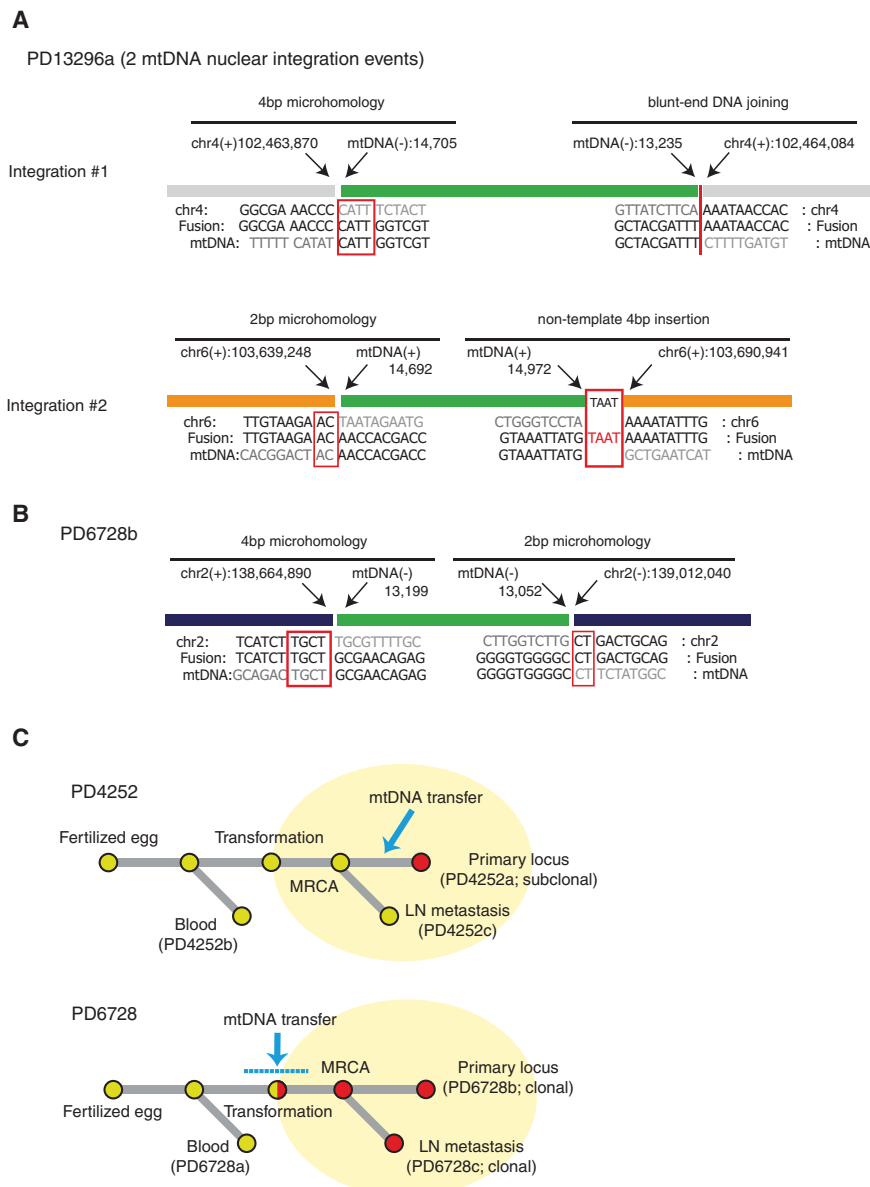 A
PD13296a (2 mtDNA nuclear integration events)
4bp microhomology
blunt-end DNA joining
chr4(+)102,463,870
mtDNA(-):14,705
mtDNA(-):13,235
chr4(+):102,464,084
Integration #1
chr4: GGCGA AACCC CATT TCTACT GTTATCTTCA AAATAACCAC : chr4
Fusion: GGCGA AACCC CATT GGTCGT GCTACGATTT AAATAACCAC : Fusion
mtDNA: TTTTT CATAT CATT GGTCGT GCTACGATTT CTTTTGATGT : mtDNA
2bp microhomology
non-template 4bp insertion
chr6(+):103,639,248
mtDNA(+) 14,692
mtDNA(+) 14,972
chr6(+):103,690,941
Integration #2
TAAT
chr6: TTGTAAGA AC TAATAGAATG CTGGGTCCTA AAAATATTTG : chr6
Fusion: TTGTAAGA AC AACCACGACC GTAAATTATG TAAT AAAATATTTG : Fusion
mtDNA: CACGGACT AC AACCACGACC GTAAATTATG GCTGAATCAT : mtDNA
B
PD6728b
4bp microhomology
2bp microhomology
chr2(+):138,664,890
mtDNA(-) 13,199
mtDNA(-) 13,052
chr2(-):139,012,040
chr2: TCATCT TGCT TGCGTTTTGC CTTGGTCTTG CT GACTGCAG : chr2
Fusion: TCATCT TGCT GCGAACAGAG GGGGTGGGGC CT GACTGCAG : Fusion
mtDNA:GCAGAC TGCT GCGAACAGAG GGGGTGGGGC CT TCTATGGC : mtDNA
C
PD4252
mtDNA transfer
Fertilized egg
Transformation
MRCA
Primary locus
(PD4252a; subclonal)
Blood
(PD4252b)
LN metastasis
(PD4252c)
PD6728
mtDNA transfer
MRCA
Primary locus
(PD6728b; clonal)
Fertilized egg
Transformation
Blood
(PD6728a)
LN metastasis
(PD6728c; clonal)